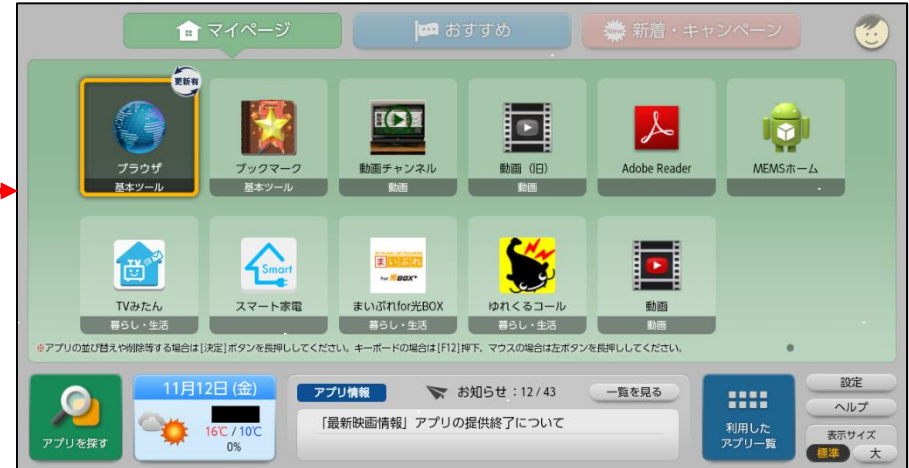 マイページ
おすすめ
新着・キャンペーン
更新有
ブラウザ
基本ツール
ブックマーク
基本ツール
動画チャンネル
動画
動画（旧）
動画
Adobe Reader
MEMSホーム
TV
TVみたん
暮らし・生活
Smart
スマート家電
まいぷれ
for 光BOX+
まいぷれfor光BOX
暮らし・生活
ゆれくるコール
暮らし・生活
動画
動画
※アプリの並び替えや削除等する場合は[決定]ボタンを長押ししてください。キーボードの場合は[F12]押下、マウスの場合は左ボタンを長押ししてください。
アプリを探す
11月12日 (金)
16℃ / 10℃
0%
アプリ情報
お知らせ：12 / 43
一覧を見る
「最新映画情報」アプリの提供終了について
利用した
アプリ一覧
設定
ヘルプ
表示サイズ
標準
大